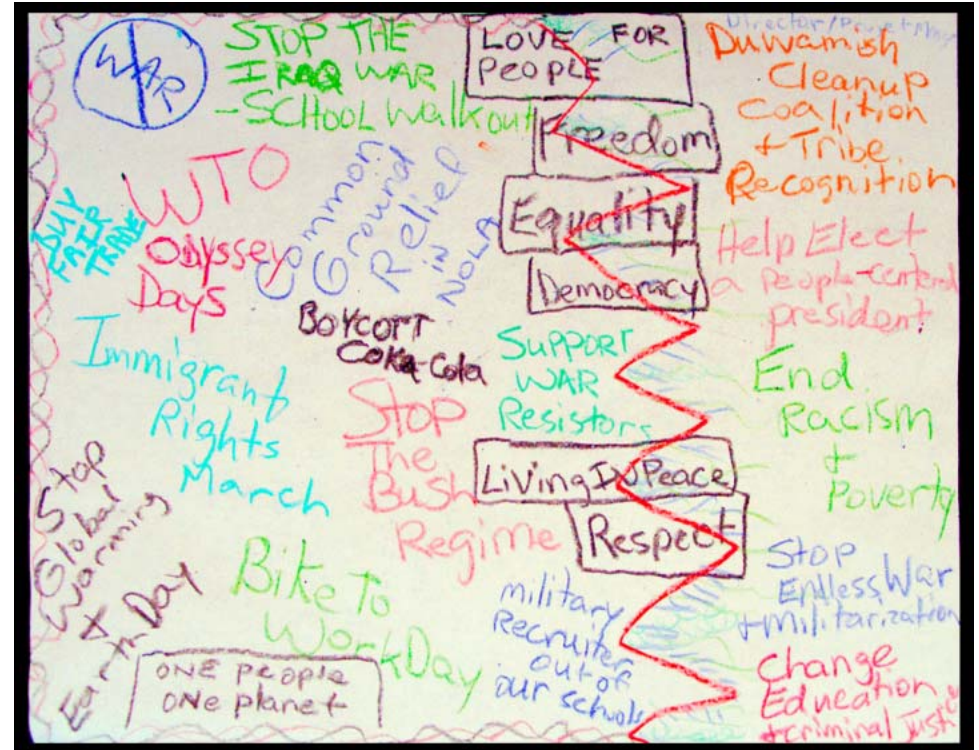 WAR
STOP THE
IRAQ WAR
-SCHOOL Walkout
LOVE FOR
PEOPLE
Freedom
Equality
Democracy
Duwamish
Cleanup
Coalition
+ Tribe
Recognition
WTO
Odyssey
Days
BUY
FAIR
TRADE
Common
Ground
Relief
in
NOLA
BOYCOTT
COKA-Cola
Help Elect
a people-centered
president
Immigrant
Rights
March
Stop
The
Bush
Regime
SUPPORT
WAR
Resistors
End
Racism
+
Poverty
Living IN Peace
Respect
Stop
Global
Warming
+
Earth Day
Bike To
Work Day
ONE people
ONE planet
military
Recruiter
out of
our schools
Stop
Endless War
+ militarization
Change
Education
+ criminal